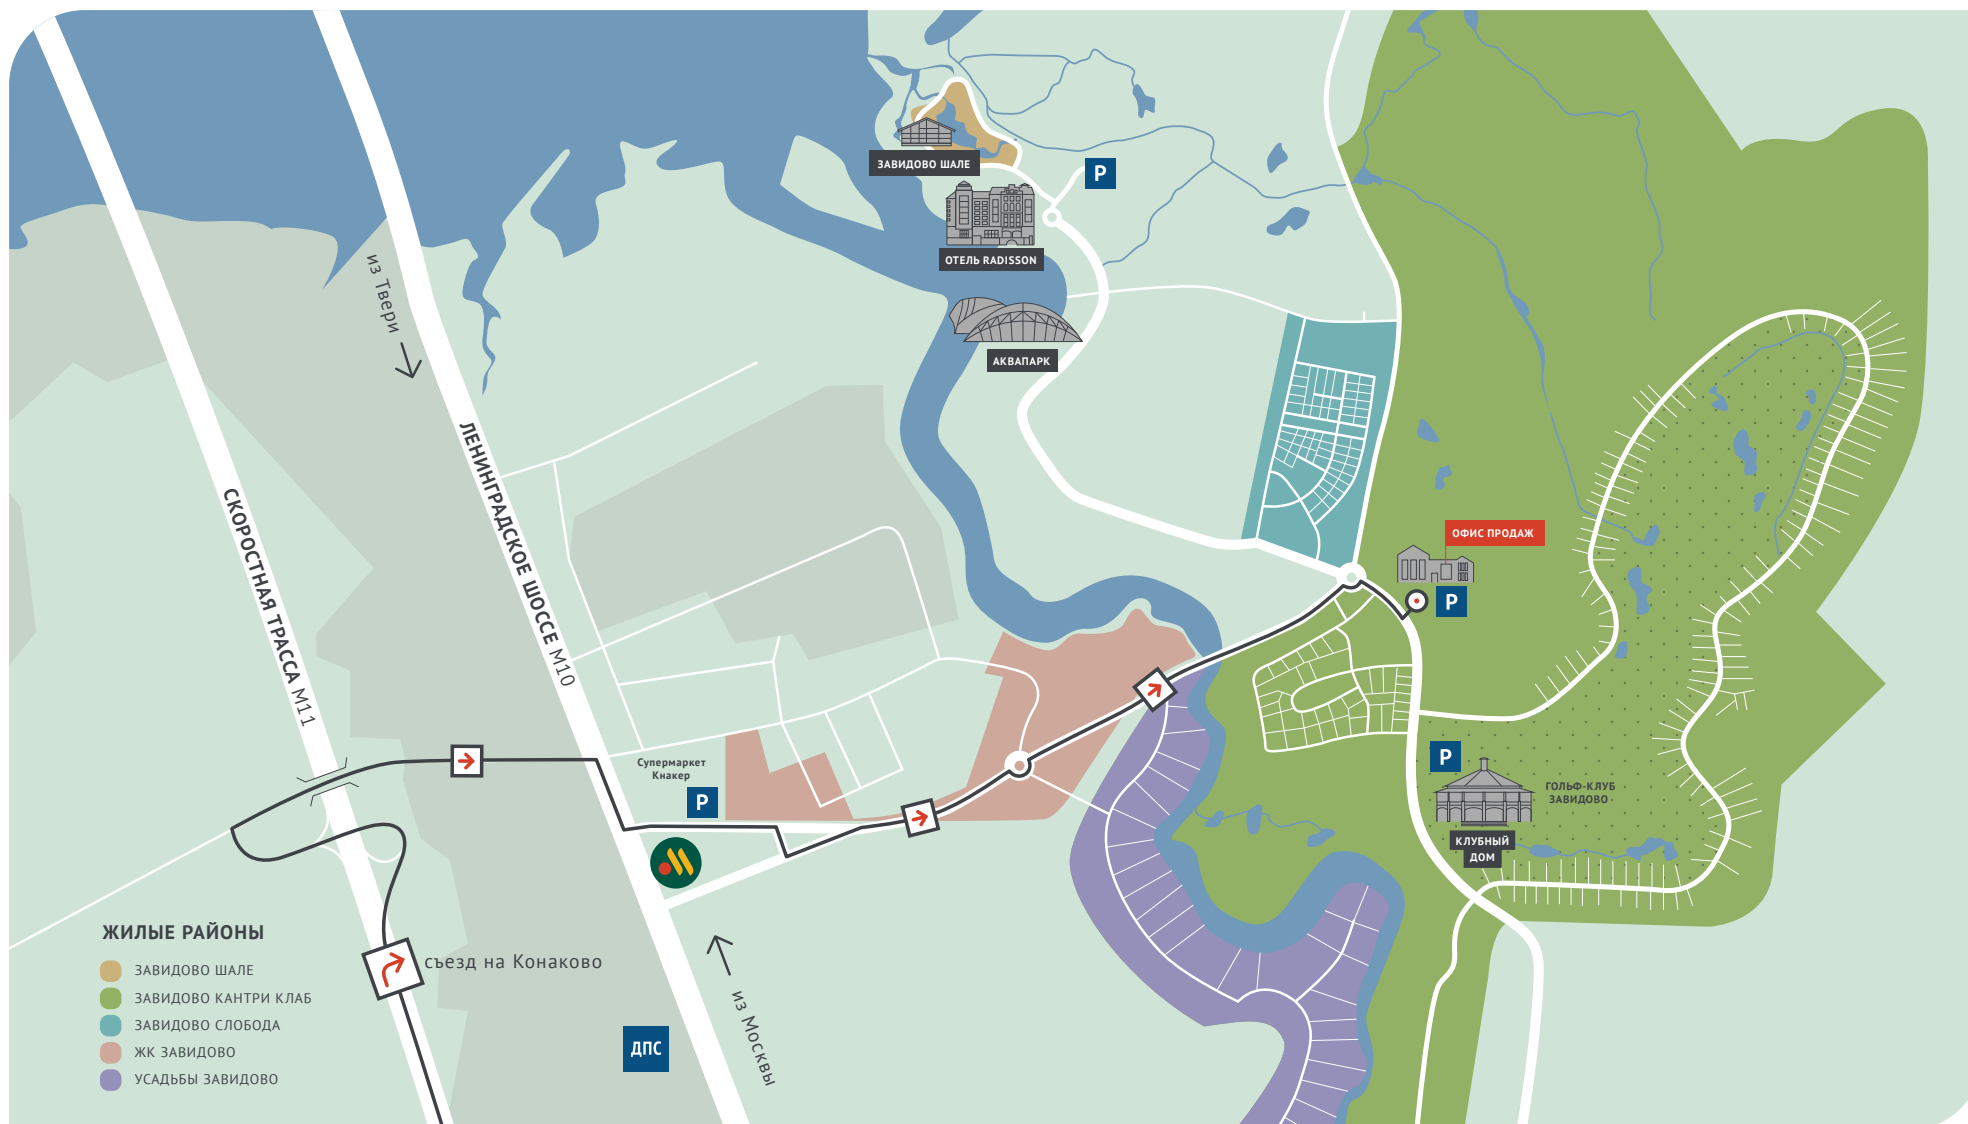 ЗАВИДОВО ШАЛЕ
P
ОТЕЛЬ RADISSON
АКВАПАРК
из Твери
ЛЕНИНГРАДСКОЕ ШОССЕ М10
СКОРОСТНАЯ ТРАССА М11
ОФИС ПРОДАЖ
P
Супермаркет
Кнакер
P
P
ГОЛЬФ-КЛУБ
ЗАВИДОВО
КЛУБНЫЙ
ДОМ
съезд на Конаково
из Москвы
ДПС
ЖИЛЫЕ РАЙОНЫ
ЗАВИДОВО ШАЛЕ
ЗАВИДОВО КАНТРИ КЛАБ
ЗАВИДОВО СЛОБОДА
ЖК ЗАВИДОВО
УСАДЬБЫ ЗАВИДОВО